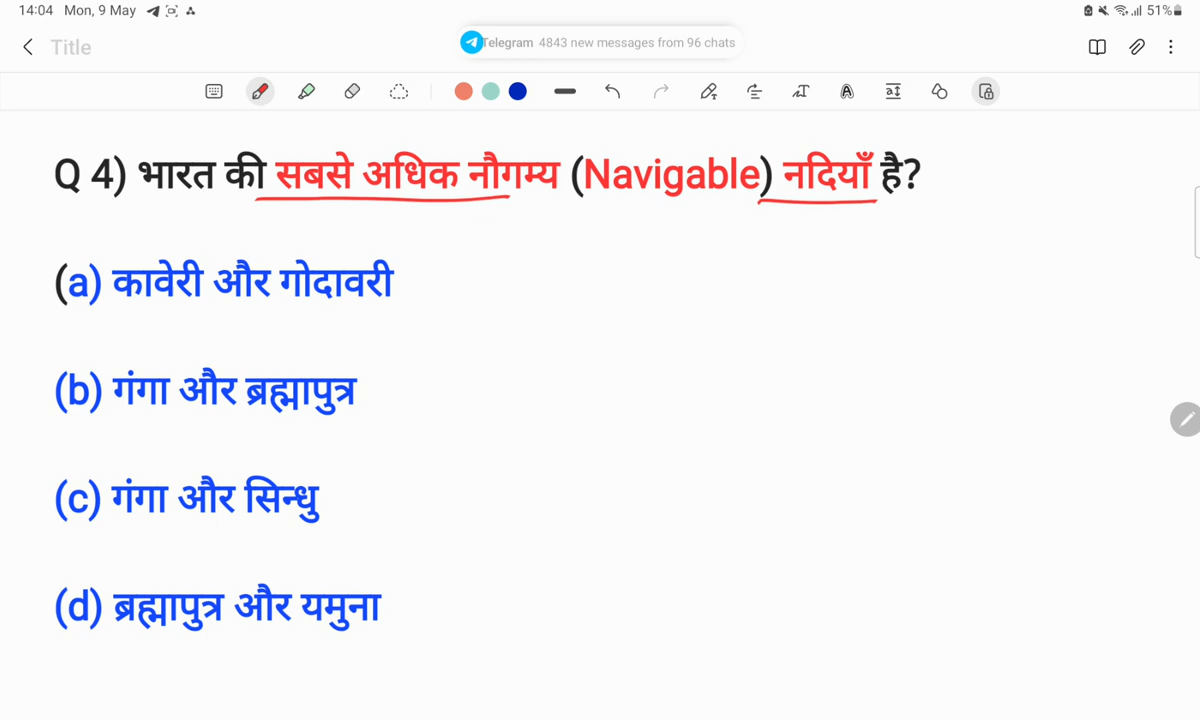 14:04 Mon, 9 May 51%
Title
Telegram 4843 new messages from 96 chats
Q 4) भारत की सबसे अधिक नौगम्य (Navigable) नदियाँ है?
(a) कावेरी और गोदावरी
(b) गंगा और ब्रह्मापुत्र
(c) गंगा और सिन्धु
(d) ब्रह्मापुत्र और यमुना